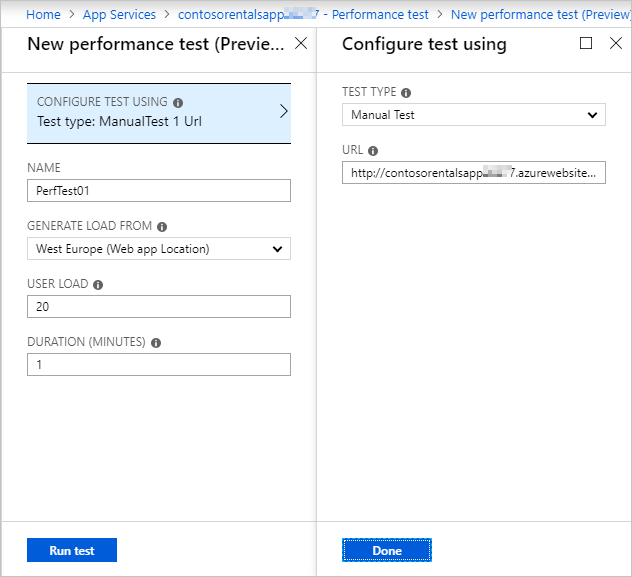 Home > App Services > contosorentalsapp 7 - Performance test > New performance test (Preview)
New performance test (Previe...
CONFIGURE TEST USING
Test type: ManualTest 1 Url
NAME
PerfTest01
GENERATE LOAD FROM
West Europe (Web app Location)
USER LOAD
20
DURATION (MINUTES)
1
Run test
Configure test using
TEST TYPE
Manual Test
URL
http://contosorentalsapp 7.azurewebsite...
Done